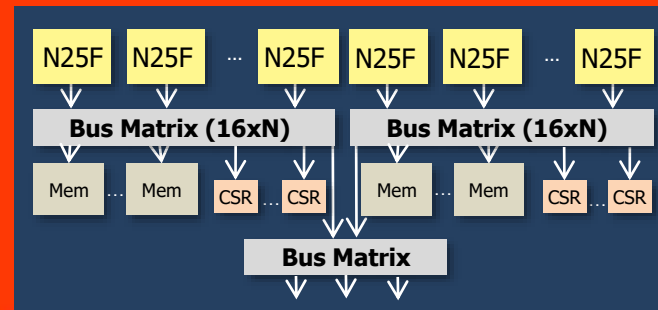 N25F N25F ... N25F N25F N25F ... N25F
Bus Matrix (16xN) Bus Matrix (16xN)
Mem ... Mem CSR ... CSR Mem ... Mem CSR ... CSR
Bus Matrix